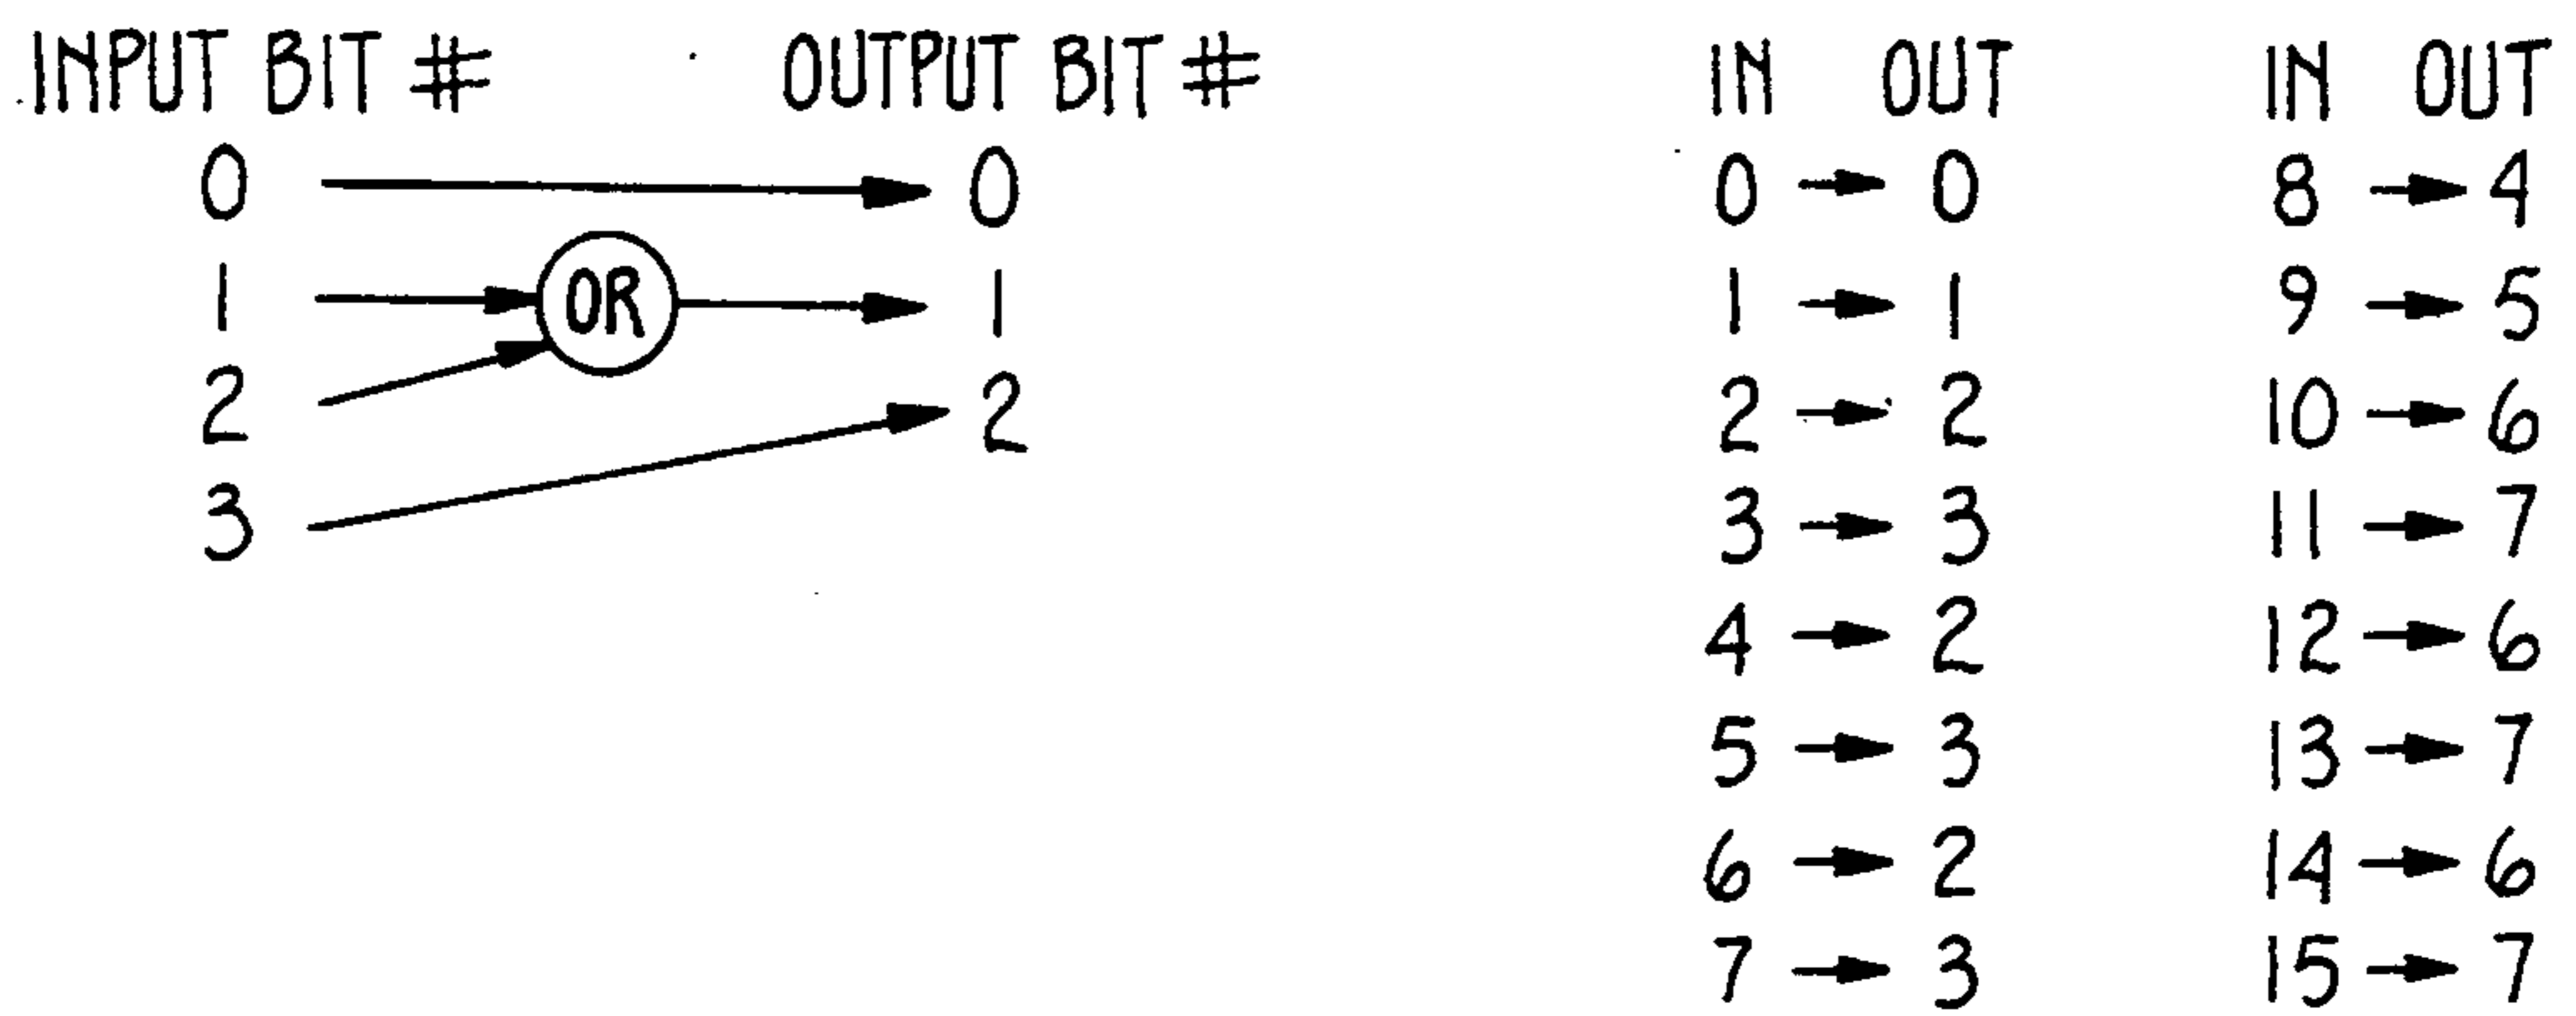 INPUT BIT # OUTPUT BIT # IN OUT IN OUT
0 → 0 0 → 0 8 → 4
1 → OR → 1 1 → 1 9 → 5
2 → 2 2 → 2 10 → 6
3 → 3 → 3 11 → 7
4 → 2 12 → 6
5 → 3 13 → 7
6 → 2 14 → 6
7 → 3 15 → 7